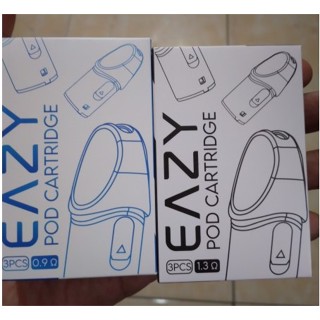 EAZY
POD CARTRIDGE
3PCS 0.9 Ω
EAZY
POD CARTRIDGE
3PCS 1.3 Ω